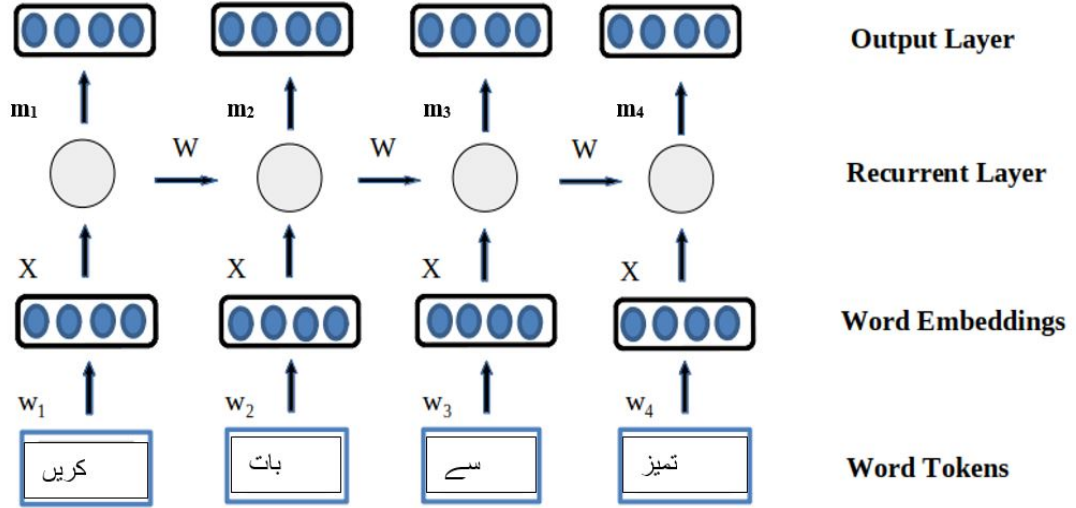 Output Layer
m₁ m₂ m₃ m₄
W W W
Recurrent Layer
X X X X
Word Embeddings
w₁ w₂ w₃ w₄
کریں بات سے تمیز
Word Tokens